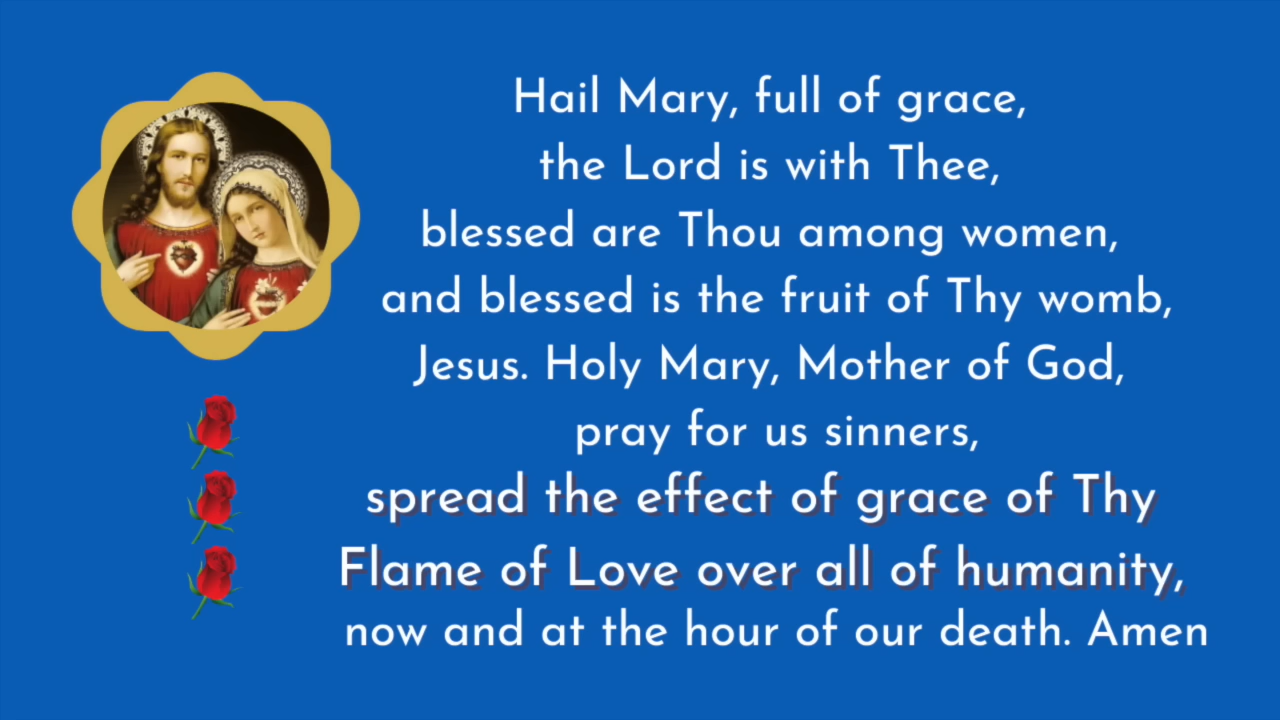 Hail Mary, full of grace,
the Lord is with Thee,
blessed are Thou among women,
and blessed is the fruit of Thy womb,
Jesus. Holy Mary, Mother of God,
pray for us sinners,
spread the effect of grace of Thy
Flame of Love over all of humanity,
now and at the hour of our death. Amen